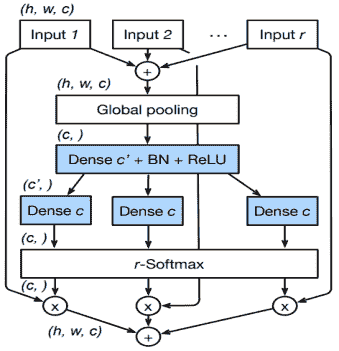 (h, w, c)
Input 1 Input 2 ... Input r
+
(h, w, c)
Global pooling
(c, )
Dense c' + BN + ReLU
(c', )
Dense c Dense c Dense c
(c, )
r-Softmax
(c, )
x x x
(h, w, c)
+